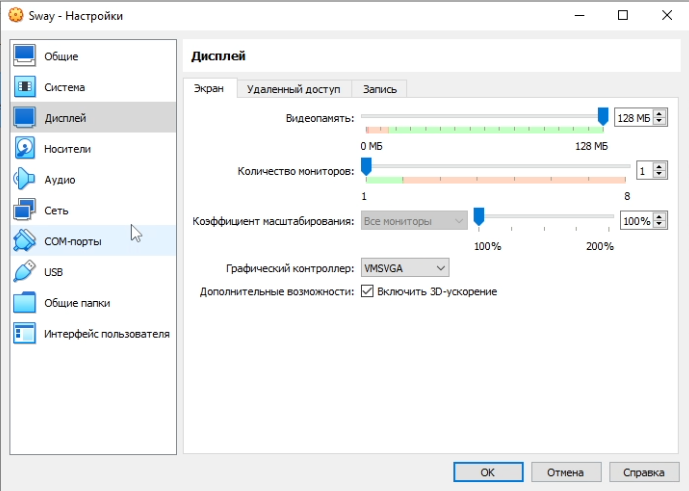 Sway - Настройки
Общие
Система
Дисплей
Носители
Аудио
Сеть
COM-порты
USB
Общие папки
Интерфейс пользователя
Дисплей
Экран Удаленный доступ Запись
Видеопамять: 128 МБ
0 МБ 128 МБ
Количество мониторов: 1
1 8
Коэффициент масштабирования: Все мониторы 100%
100% 200%
Графический контроллер: VMSVGA
Дополнительные возможности: Включить 3D-ускорение
OK Отмена Справка